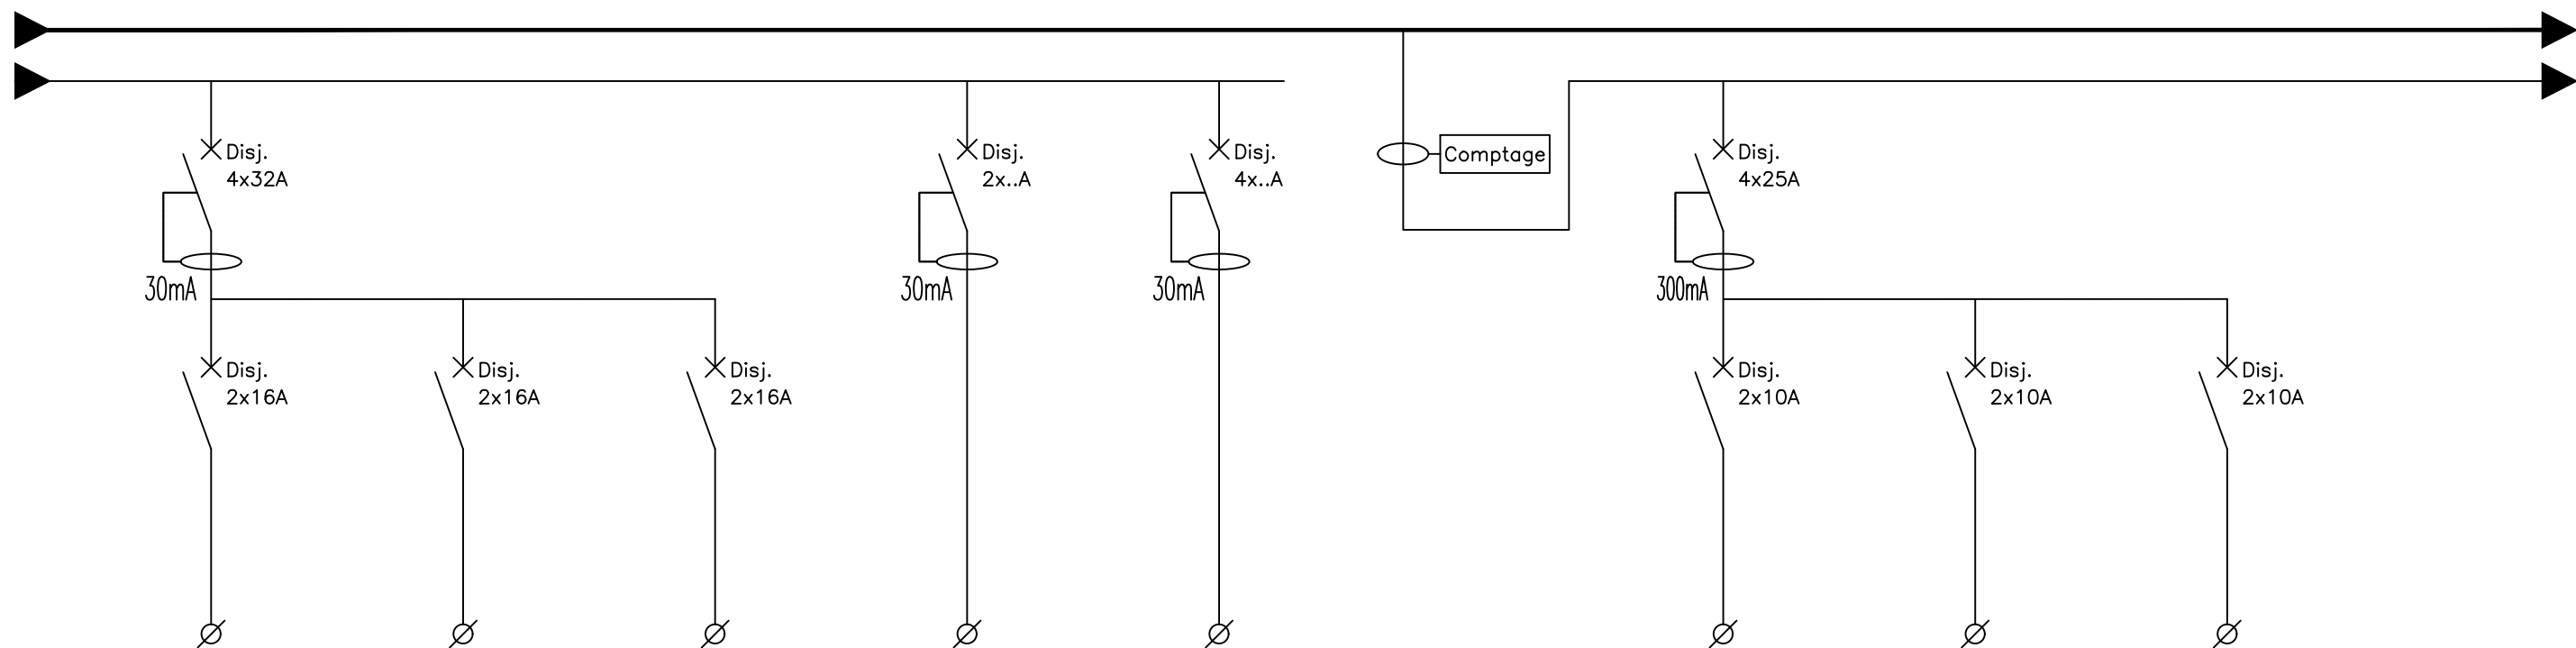 Disj.
4x32A
30mA
Disj.
2x..A
30mA
Disj.
4x..A
30mA
Comptage
Disj.
4x25A
300mA
Disj.
2x16A
Disj.
2x16A
Disj.
2x16A
Disj.
2x10A
Disj.
2x10A
Disj.
2x10A